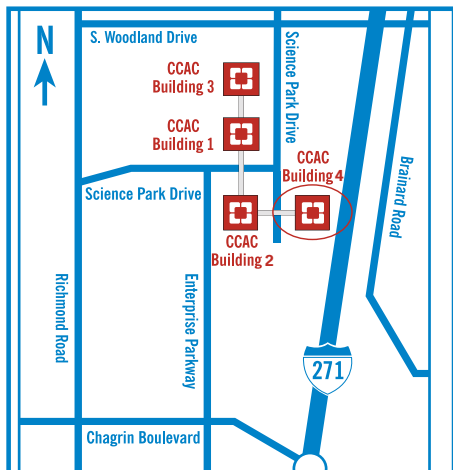 N
S. Woodland Drive
CCAC
Building 3
Science Park Drive
CCAC
Building 1
CCAC
Building 4
Science Park Drive
Brainard Road
CCAC
Building 2
Richmond Road
Enterprise Parkway
271
Chagrin Boulevard